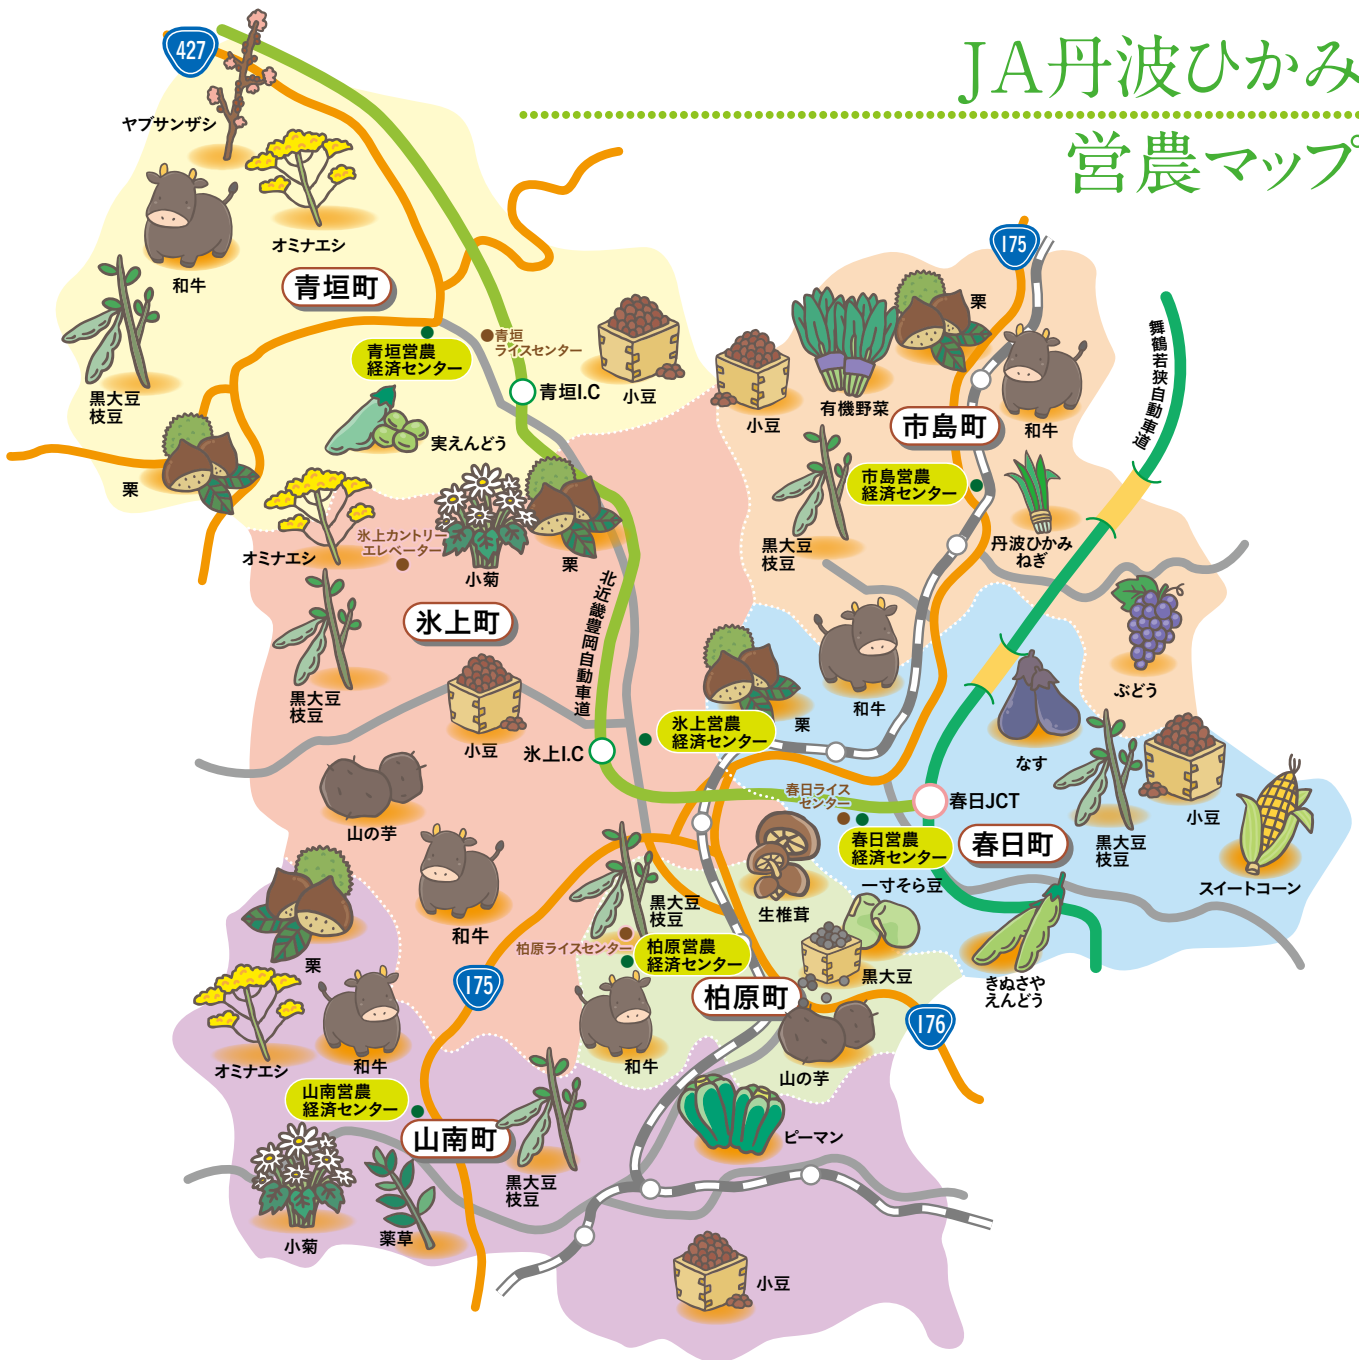 JA丹波ひかみ
営農マップ
427
ヤブサンザシ
オミナエシ
和牛
青垣町
黒大豆
枝豆
青垣営農
経済センター
青垣
ライスセンター
青垣I.C
小豆
実えんどう
栗
175
栗
有機野菜
小豆
市島町
和牛
舞鶴若狭自動車道
市島営農
経済センター
黒大豆
枝豆
丹波ひかみ
ねぎ
ぶどう
オミナエシ
氷上カントリー
エレベーター
小菊
栗
氷上町
北近畿豊岡自動車道
黒大豆
枝豆
小豆
氷上I.C
氷上営農
経済センター
山の芋
和牛
栗
和牛
なす
春日ライス
センター
春日JCT
春日営農
経済センター
春日町
黒大豆
枝豆
小豆
スイートコーン
一寸そら豆
きぬさや
えんどう
生椎茸
黒大豆
枝豆
柏原ライスセンター
柏原営農
経済センター
黒大豆
柏原町
176
和牛
山の芋
栗
175
オミナエシ
和牛
山南営農
経済センター
山南町
黒大豆
枝豆
ピーマン
小菊
薬草
小豆